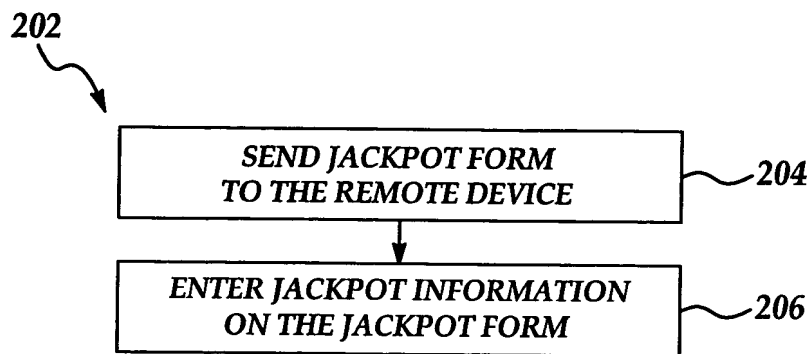 202
SEND JACKPOT FORM
TO THE REMOTE DEVICE
204
ENTER JACKPOT INFORMATION
ON THE JACKPOT FORM
206